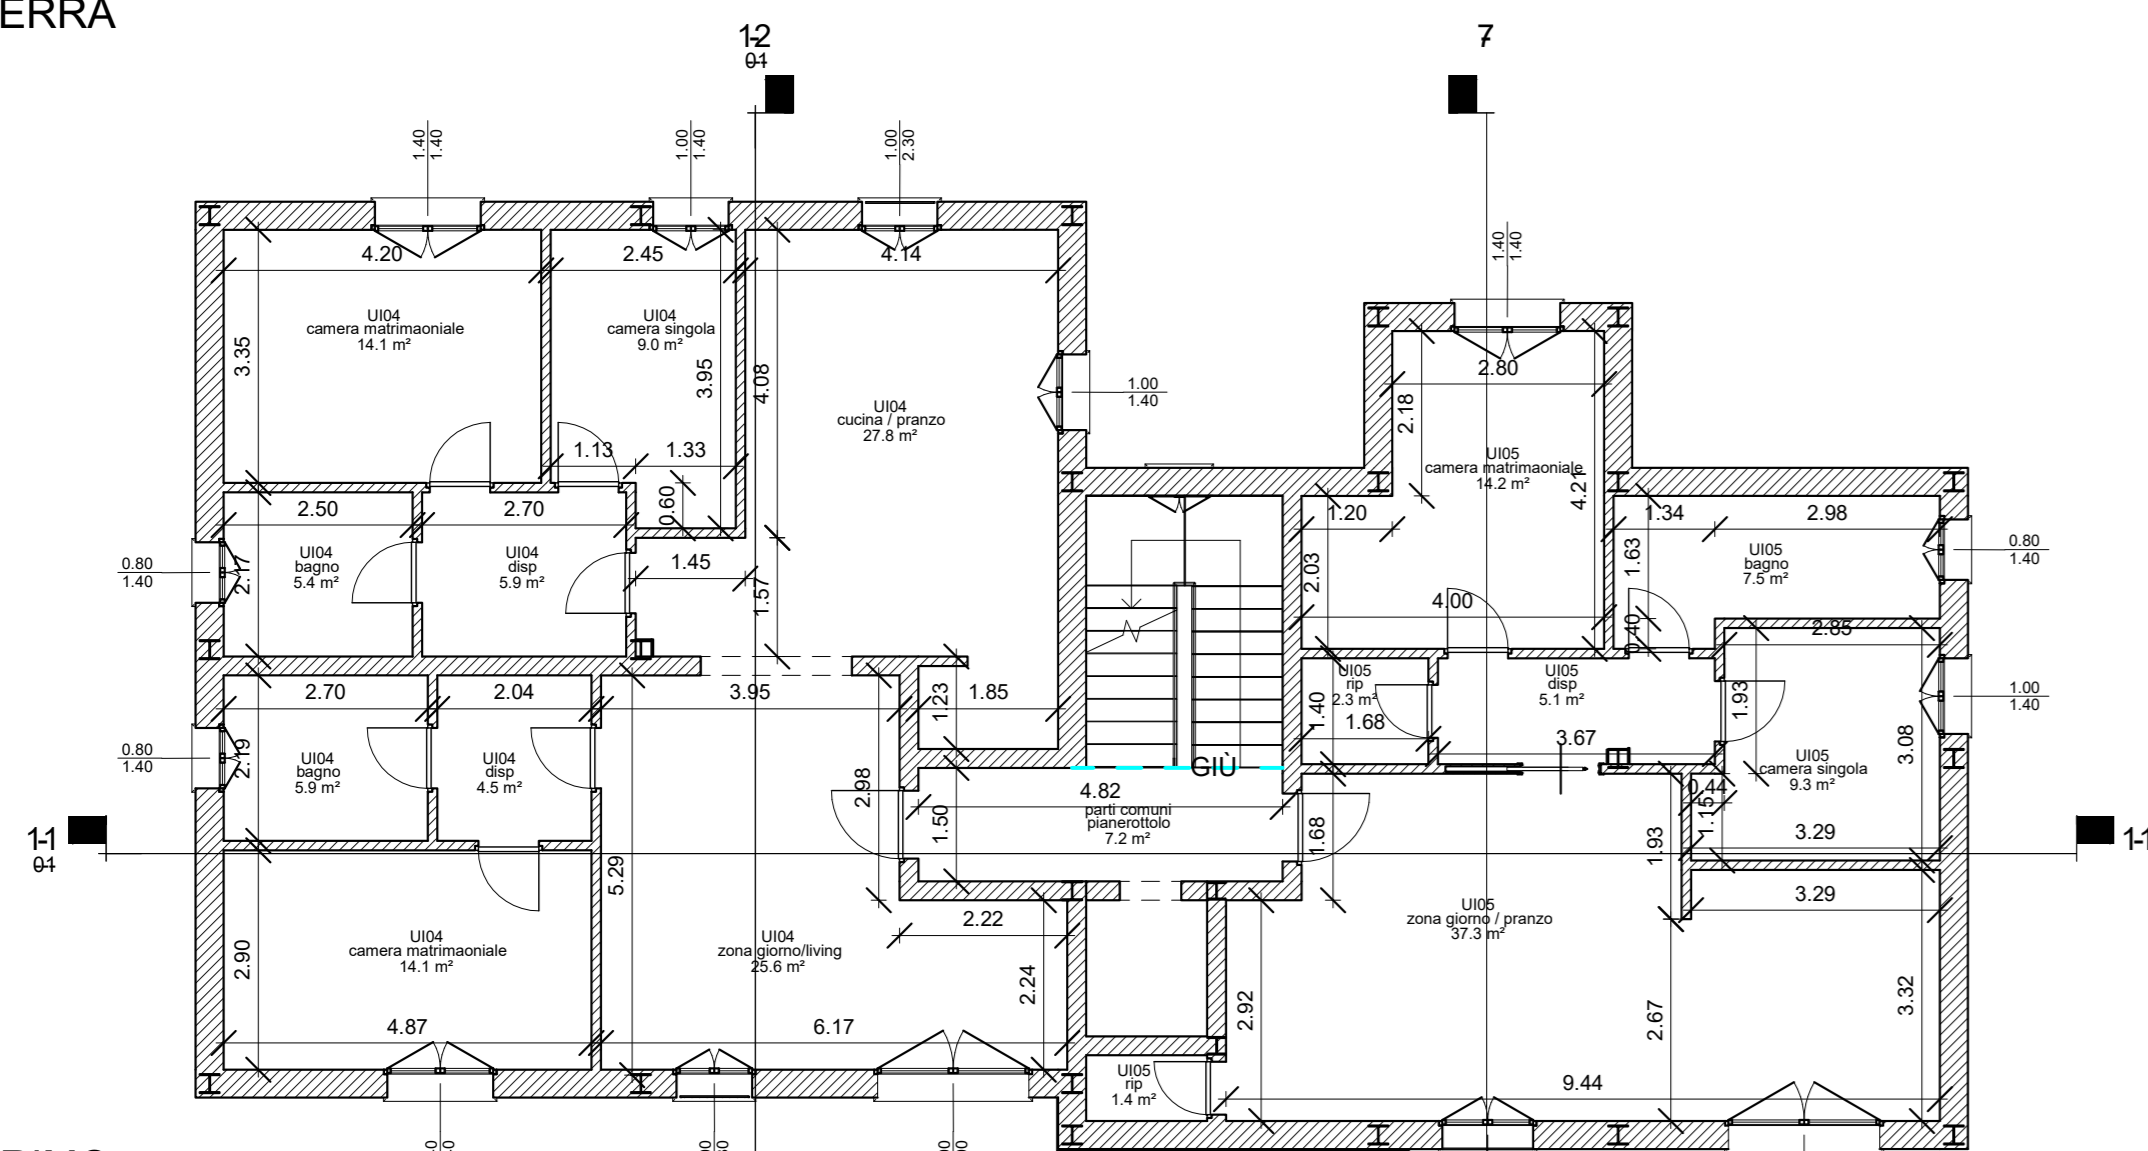 ERRA
1-2
01
7
1.40
1.40
1.00
1.40
1.00
2.30
1.40
1.40
4.20
2.45
4.14
UI04
camera matrimaoniale
14.1 m²
UI04
camera singola
9.0 m²
3.35
3.95
4.08
UI04
cucina / pranzo
27.8 m²
1.00
1.40
2.80
2.18
UI05
camera matrimaoniale
14.2 m²
4.21
1.13
1.33
0.60
2.50
2.70
1.20
1.34
2.98
0.80
1.40
2.17
UI04
bagno
5.4 m²
UI04
disp
5.9 m²
1.45
1.57
2.03
1.63
UI05
bagno
7.5 m²
0.80
1.40
4.00
0.40
2.85
2.70
2.04
3.95
1.23
1.85
UI05
rip
2.3 m²
1.40
1.68
UI05
disp
5.1 m²
1.93
1.00
1.40
3.67
0.80
1.40
2.19
UI04
bagno
5.9 m²
UI04
disp
4.5 m²
2.98
GIÙ
UI05
camera singola
9.3 m²
3.08
4.82
parti comuni
pianerottolo
7.2 m²
1.50
1.68
0.44
1.15
1.93
3.29
1-1
01
1-1
5.29
3.29
2.90
UI04
camera matrimaoniale
14.1 m²
UI04
zona giorno/living
25.6 m²
2.22
2.24
UI05
zona giorno / pranzo
37.3 m²
2.92
2.67
3.32
4.87
6.17
UI05
rip
1.4 m²
9.44